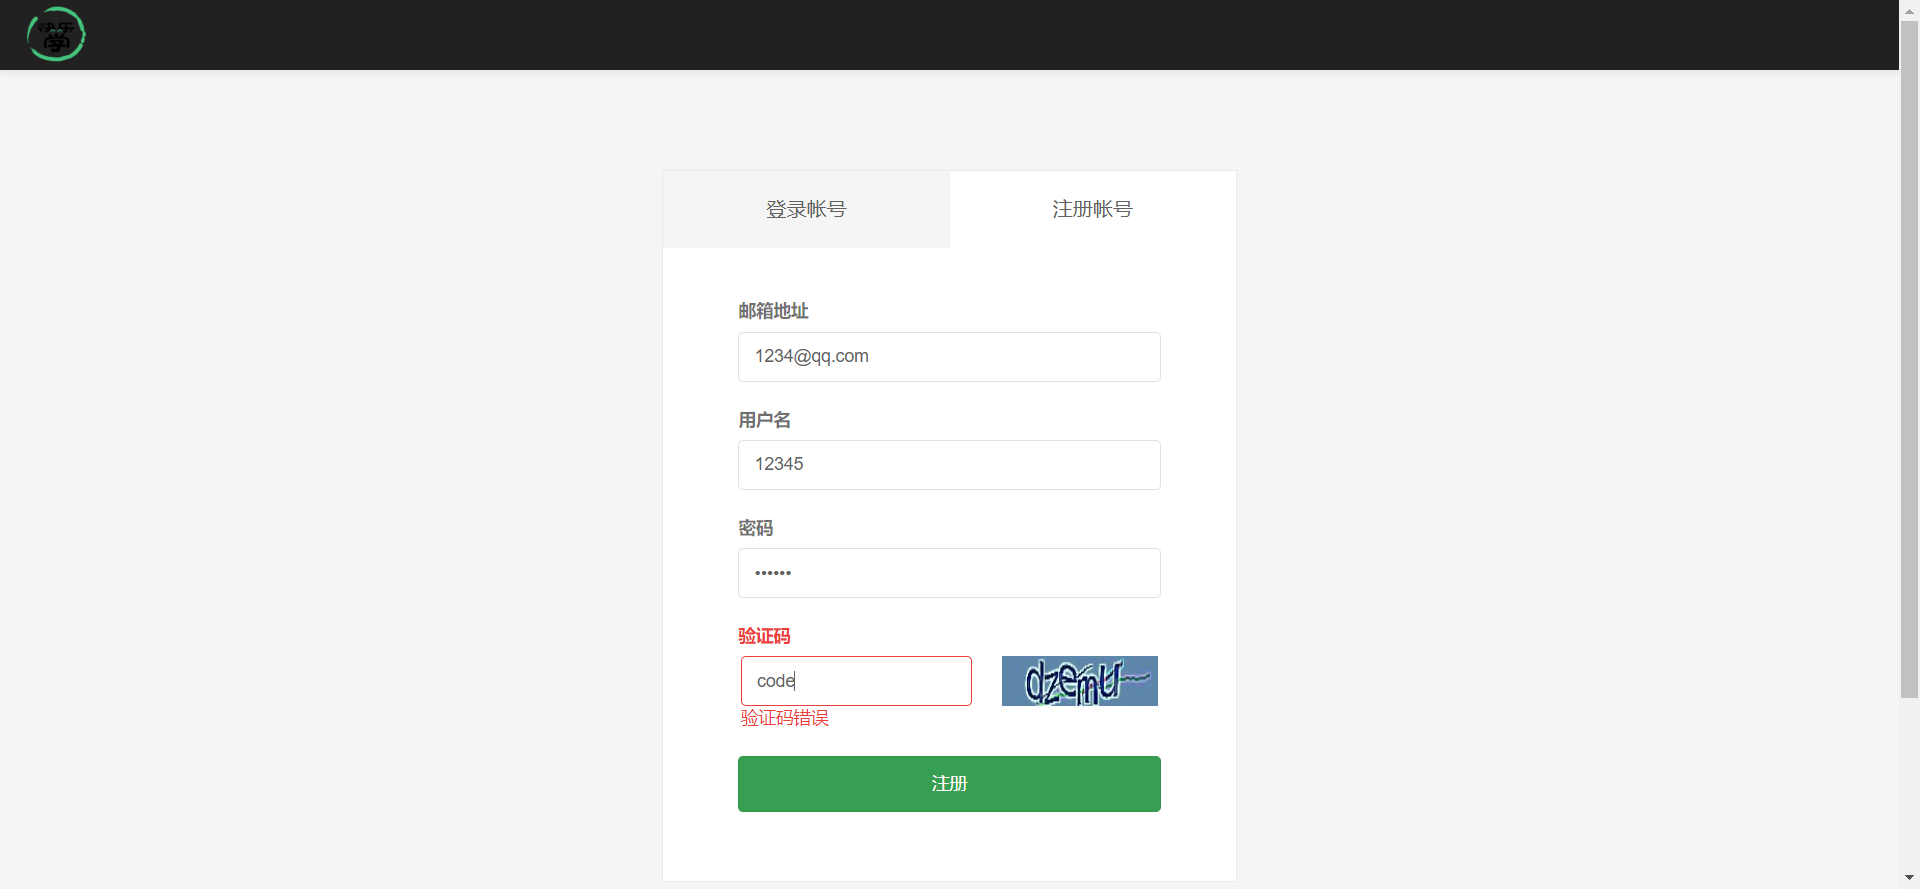 快乐
學
登录帐号
注册帐号
邮箱地址
1234@qq.com
用户名
12345
密码
••••••
验证码
code
dzemu
验证码错误
注册